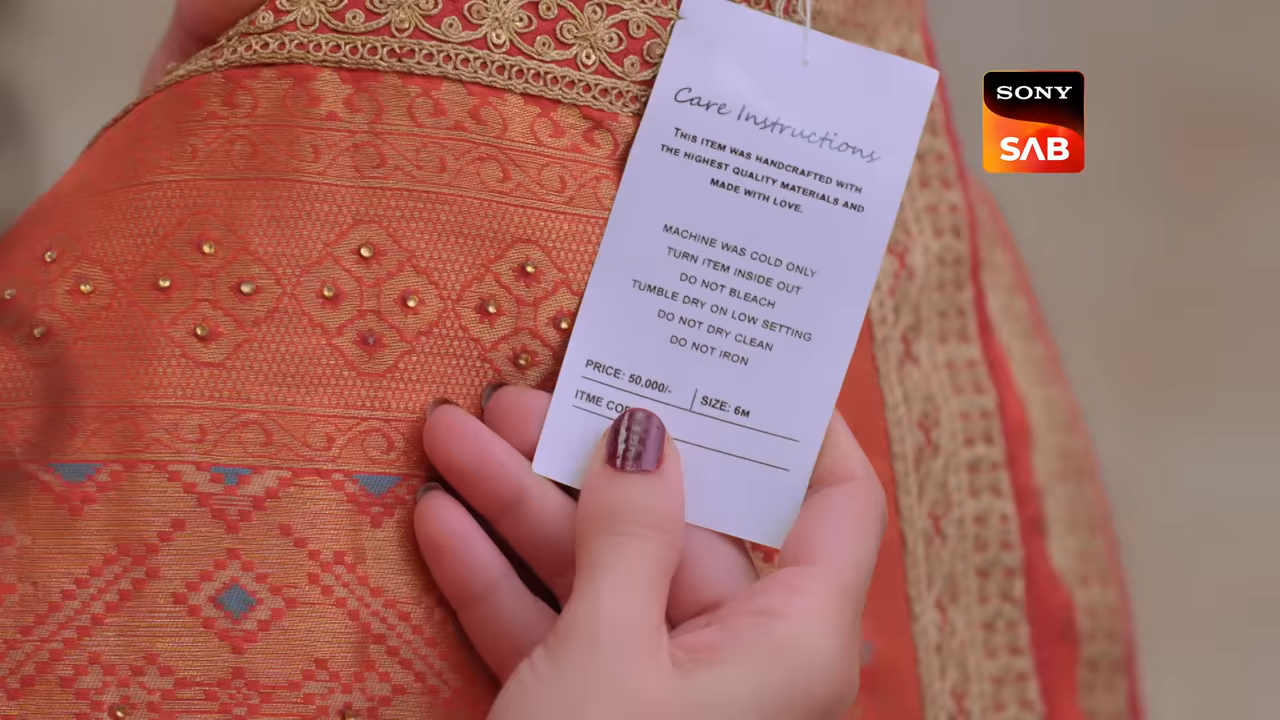 SONY
SAB
Care Instructions
THIS ITEM WAS HANDCRAFTED WITH
THE HIGHEST QUALITY MATERIALS AND
MADE WITH LOVE.
MACHINE WAS COLD ONLY
TURN ITEM INSIDE OUT
DO NOT BLEACH
TUMBLE DRY ON LOW SETTING
DO NOT DRY CLEAN
DO NOT IRON
PRICE: 50,000/- SIZE: 6M
ITME